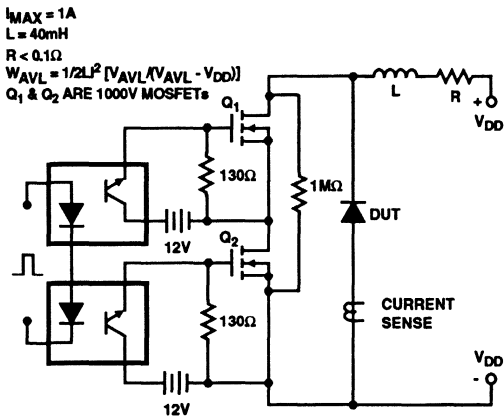 IMAX = 1A
L = 40mH
R < 0.1Ω
WAVL = 1/2LI² [VAVL/(VAVL - VDD)]
Q1 & Q2 ARE 1000V MOSFETs
Q1
L
R
+
VDD
130Ω
1MΩ
DUT
12V
Q2
CURRENT
SENSE
130Ω
VDD
-
12V